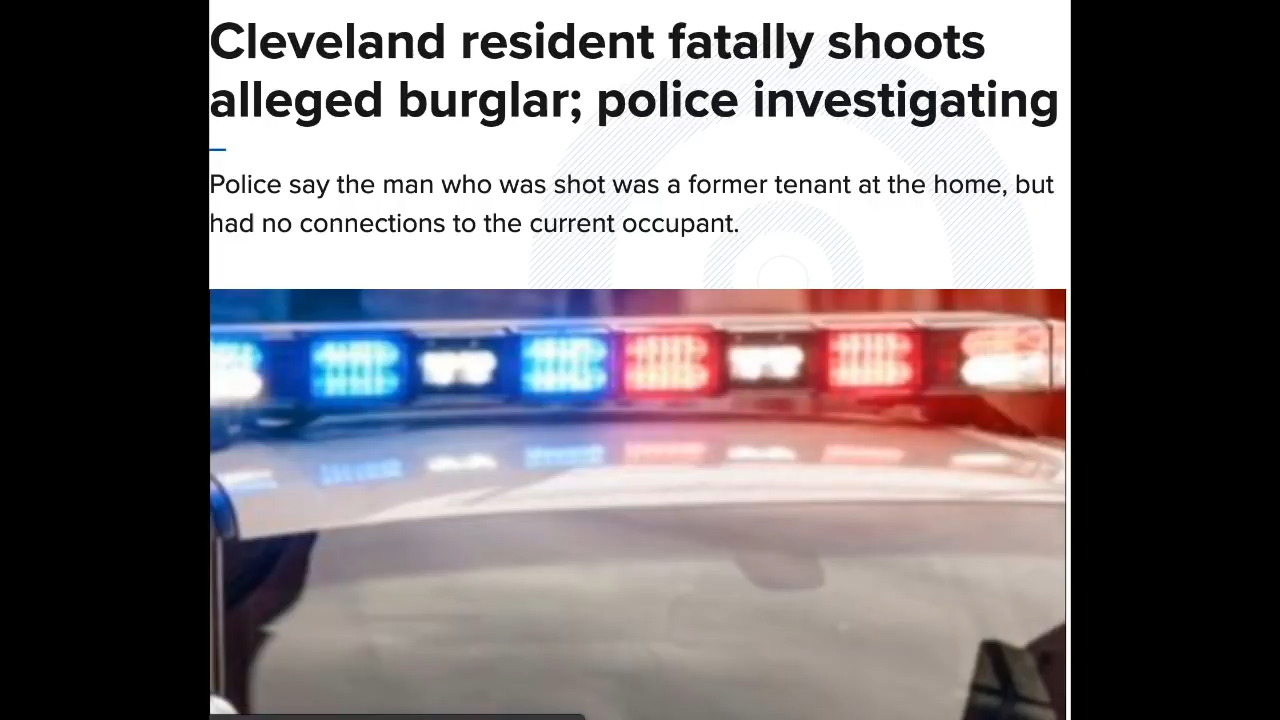 Cleveland resident fatally shoots
alleged burglar; police investigating
Police say the man who was shot was a former tenant at the home, but
had no connections to the current occupant.